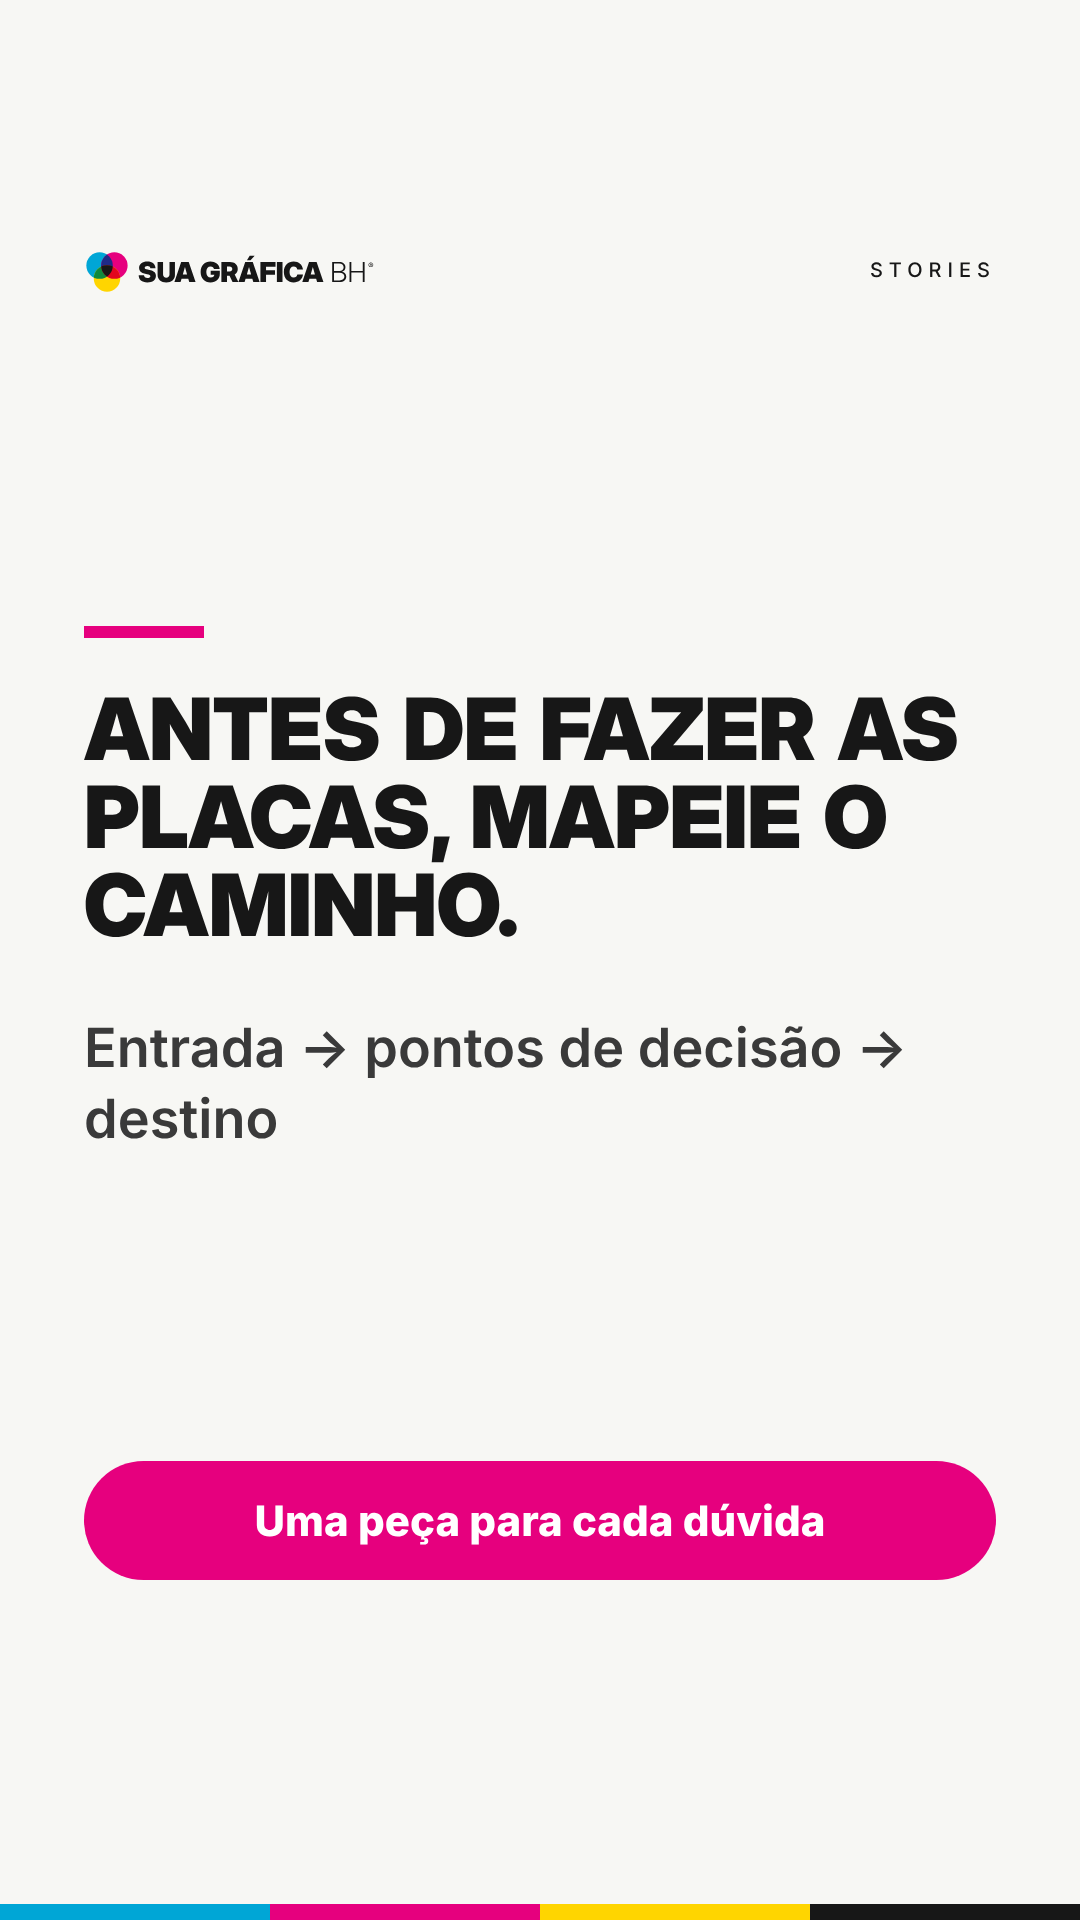 SUA GRÁFICA BH®
STORIES
ANTES DE FAZER AS
PLACAS, MAPEIE O
CAMINHO.
Entrada → pontos de decisão →
destino
Uma peça para cada dúvida